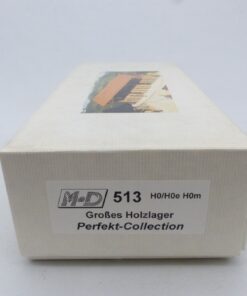 M+D 513 H0/H0e H0m
Großes Holzlager
Perfekt-Collection